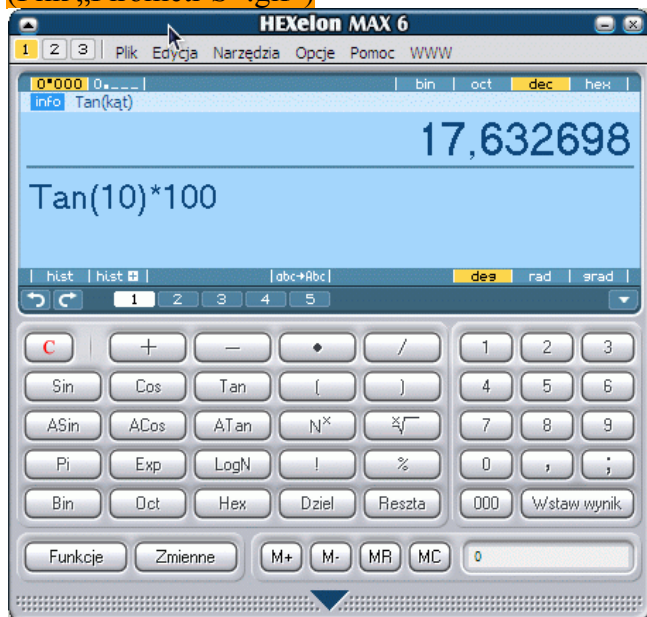 HEXelon MAX 6
1 2 3 Plik Edycja Narzędzia Opcje Pomoc WWW
0*000 0.___ bin oct dec hex
info Tan(kąt)
17,632698
Tan(10)*100
hist hist abc→Abc deg rad grad
1 2 3 4 5
C + − • / 1 2 3
Sin Cos Tan ( ) 4 5 6
ASin ACos ATan N^x x√ 7 8 9
Pi Exp LogN ! % 0 , ;
Bin Oct Hex Dziel Reszta 000 Wstaw wynik
Funkcje Zmienne M+ M- MR MC 0